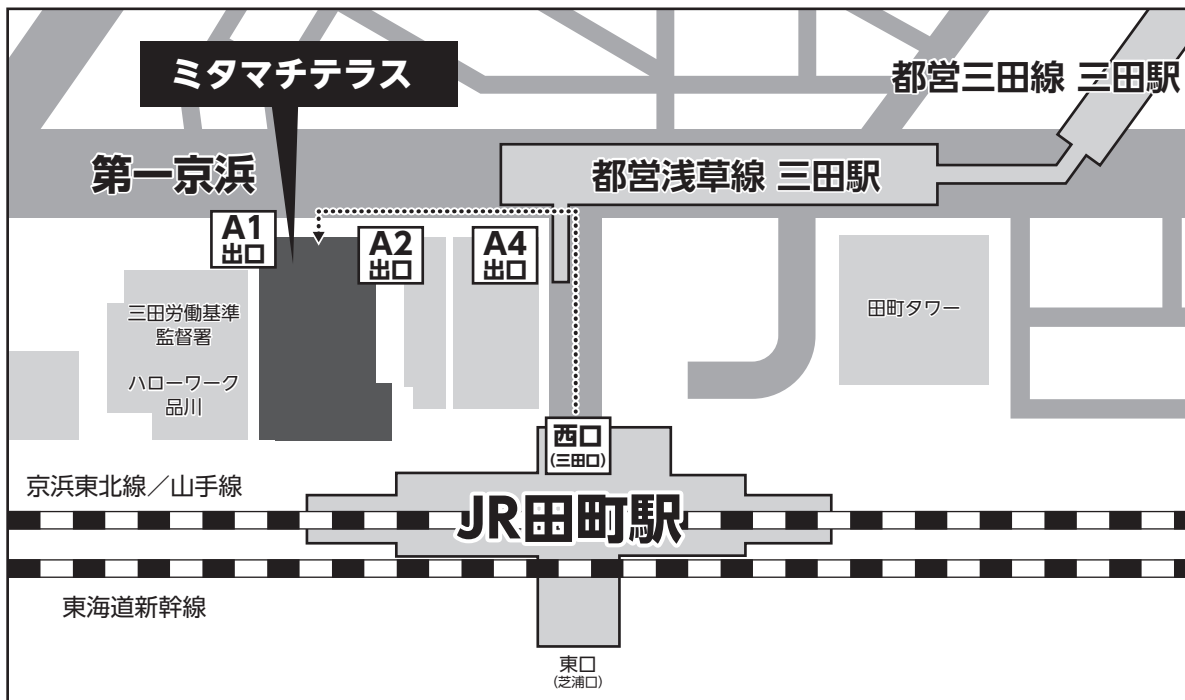 ミタマチテラス
都営三田線 三田駅
第一京浜
都営浅草線 三田駅
A1
出口
A2
出口
A4
出口
三田労働基準
監督署
ハローワーク
品川
田町タワー
西口
(三田口)
京浜東北線／山手線
JR田町駅
東海道新幹線
東口
(芝浦口)